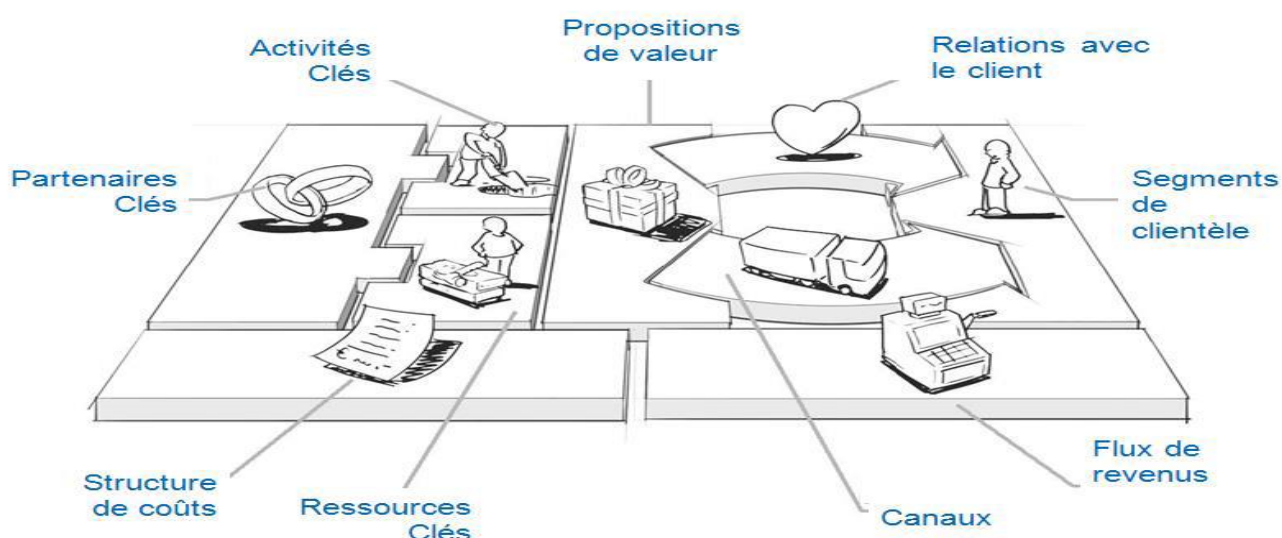 Activités
Clés
Propositions
de valeur
Relations avec
le client
Partenaires
Clés
Segments
de
clientèle
Structure
de coûts
Ressources
Clés
Canaux
Flux de
revenus